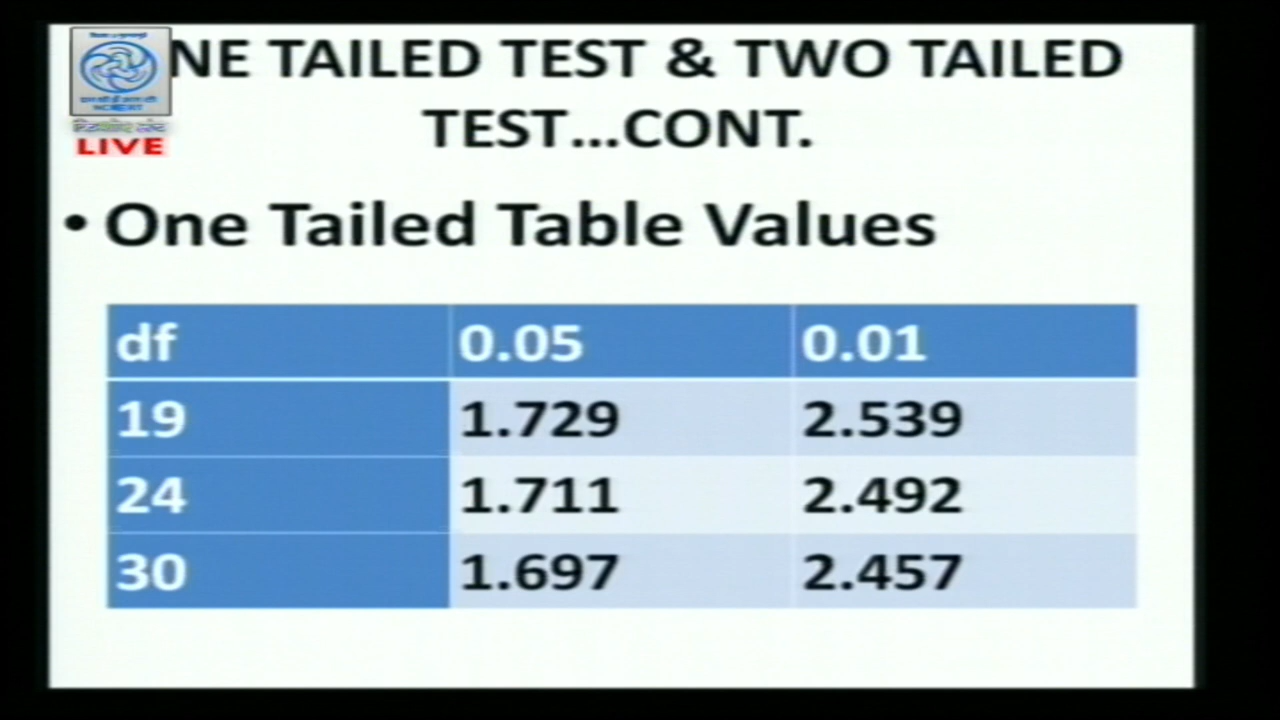 NE TAILED TEST & TWO TAILED
TEST...CONT.
LIVE
• One Tailed Table Values
df 0.05 0.01
19 1.729 2.539
24 1.711 2.492
30 1.697 2.457